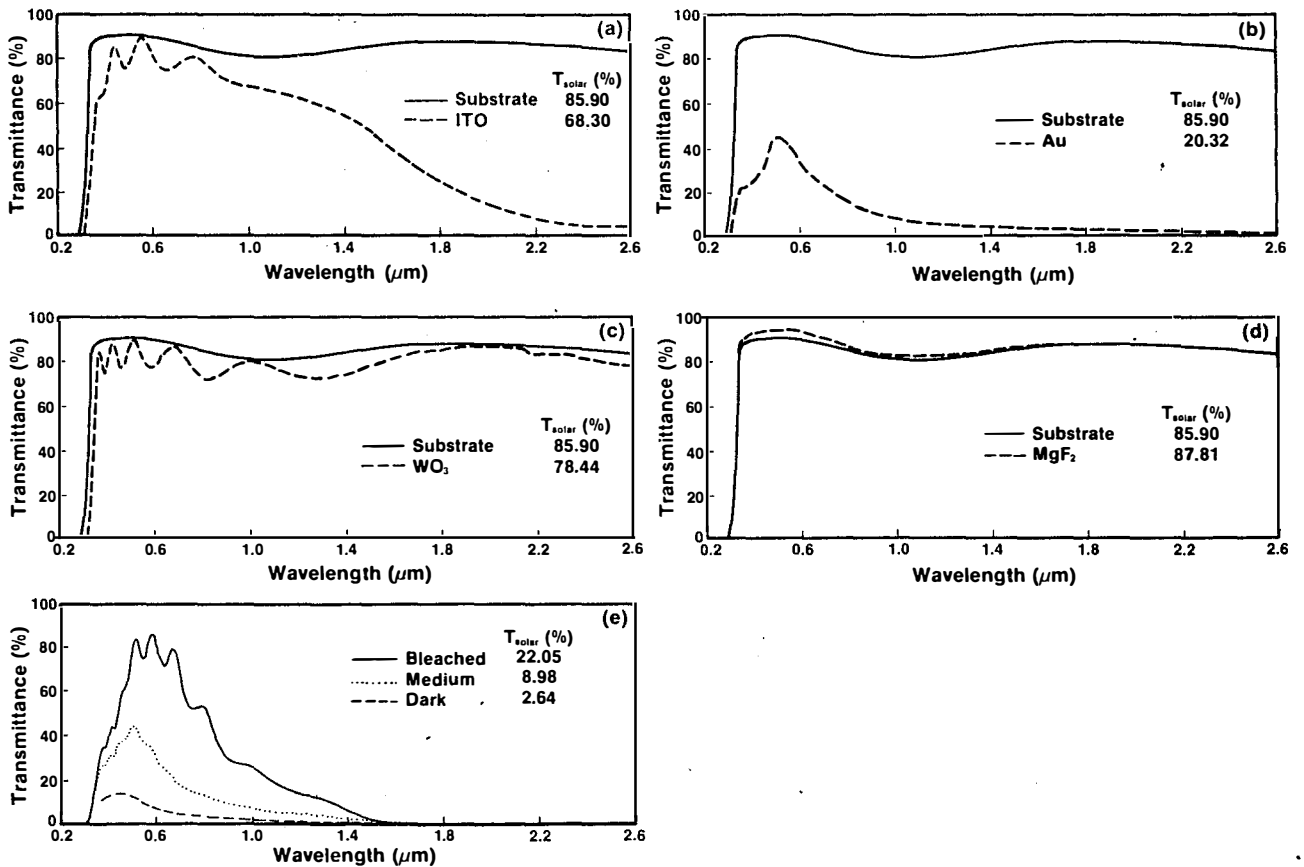 (a)
Transmittance (%)
100
80
60
40
20
0
T solar (%)
Substrate 85.90
ITO 68.30
0.2 0.6 1.0 1.4 1.8 2.2 2.6
Wavelength (μm)
(b)
Transmittance (%)
100
80
60
40
20
0
T solar (%)
Substrate 85.90
Au 20.32
0.2 0.6 1.0 1.4 1.8 2.2 2.6
Wavelength (μm)
(c)
Transmittance (%)
100
80
60
40
20
0
T solar (%)
Substrate 85.90
WO₃ 78.44
0.2 0.6 1.0 1.4 1.8 2.2 2.6
Wavelength (μm)
(d)
Transmittance (%)
100
80
60
40
20
0
T solar (%)
Substrate 85.90
MgF₂ 87.81
0.2 0.6 1.0 1.4 1.8 2.2 2.6
Wavelength (μm)
(e)
Transmittance (%)
100
80
60
40
20
0
T solar (%)
Bleached 22.05
Medium 8.98
Dark 2.64
0.2 0.6 1.0 1.4 1.8 2.2 2.6
Wavelength (μm)